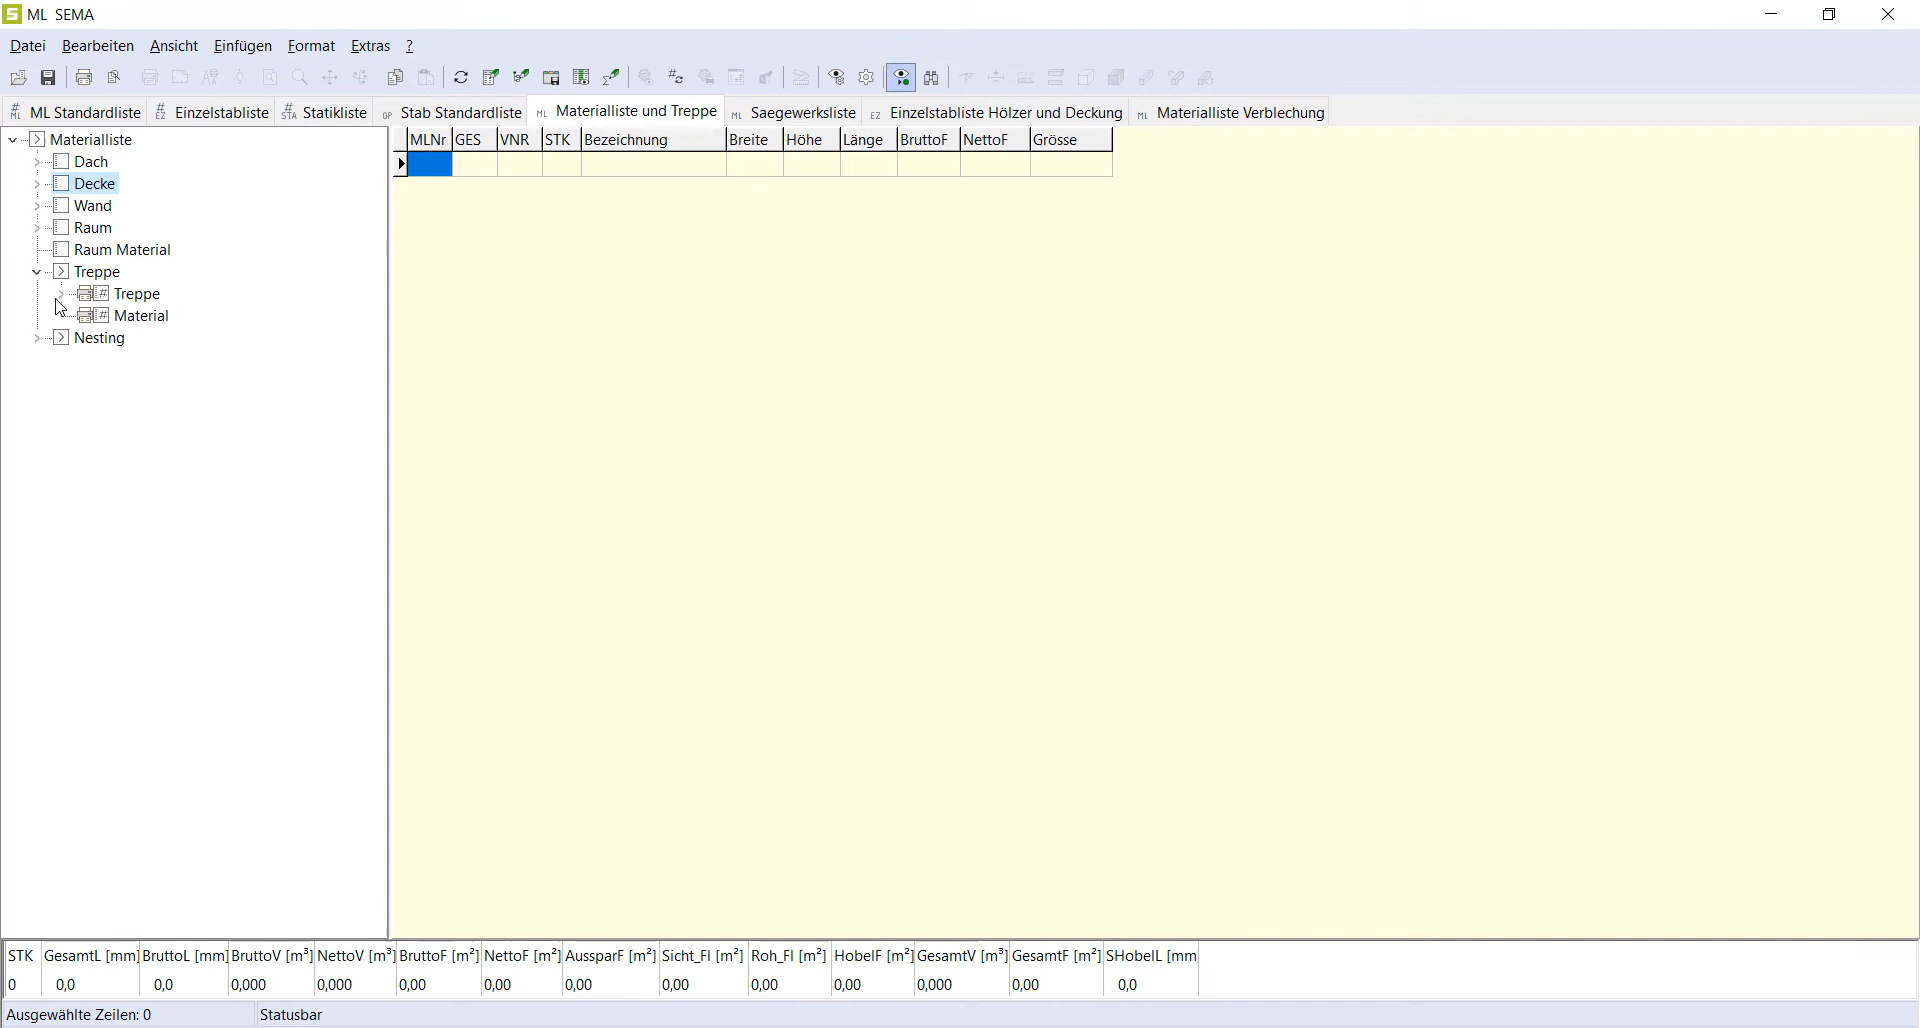 ML SEMA
Datei Bearbeiten Ansicht Einfügen Format Extras ?
ML Standardliste Einzelstabliste Statikliste Stab Standardliste Materialliste und Treppe Saegewerksliste Einzelstabliste Hölzer und Deckung Materialliste Verblechung
Materialliste
Dach
Decke
Wand
Raum
Raum Material
Treppe
Treppe
Material
Nesting
MLNr GES VNR STK Bezeichnung Breite Höhe Länge BruttoF NettoF Grösse
STK GesamtL [mm] BruttoL [mm] BruttoV [m³] NettoV [m³] BruttoF [m²] NettoF [m²] AussparF [m²] Sicht_Fl [m²] Roh_Fl [m²] HobelF [m²] GesamtV [m³] GesamtF [m²] SHobelL [mm
0 0,0 0,0 0,000 0,000 0,00 0,00 0,00 0,00 0,00 0,00 0,000 0,00 0,0
Ausgewählte Zeilen: 0 Statusbar